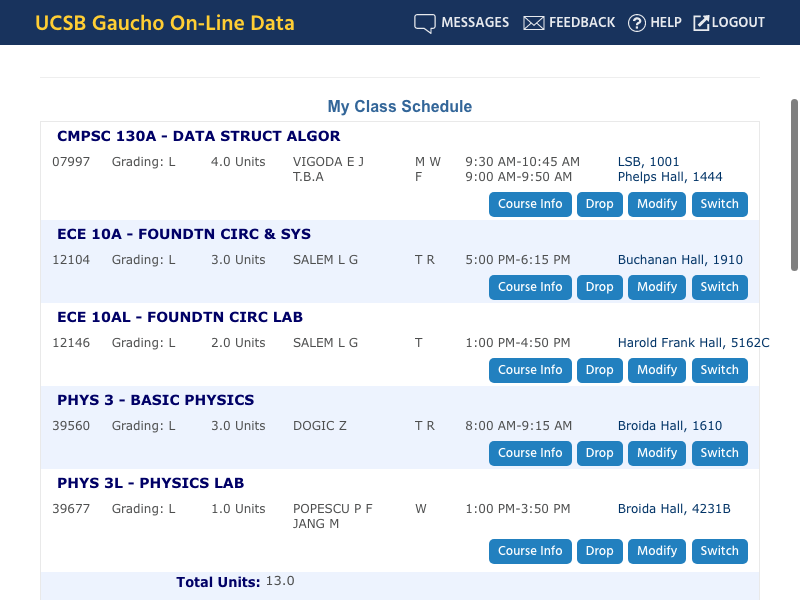 UCSB Gaucho On-Line Data MESSAGES FEEDBACK HELP LOGOUT
My Class Schedule
CMPSC 130A - DATA STRUCT ALGOR
07997 Grading: L 4.0 Units VIGODA E J M W 9:30 AM-10:45 AM LSB, 1001
T.B.A F 9:00 AM-9:50 AM Phelps Hall, 1444
Course Info Drop Modify Switch
ECE 10A - FOUNDTN CIRC & SYS
12104 Grading: L 3.0 Units SALEM L G T R 5:00 PM-6:15 PM Buchanan Hall, 1910
Course Info Drop Modify Switch
ECE 10AL - FOUNDTN CIRC LAB
12146 Grading: L 2.0 Units SALEM L G T 1:00 PM-4:50 PM Harold Frank Hall, 5162C
Course Info Drop Modify Switch
PHYS 3 - BASIC PHYSICS
39560 Grading: L 3.0 Units DOGIC Z T R 8:00 AM-9:15 AM Broida Hall, 1610
Course Info Drop Modify Switch
PHYS 3L - PHYSICS LAB
39677 Grading: L 1.0 Units POPESCU P F W 1:00 PM-3:50 PM Broida Hall, 4231B
JANG M
Course Info Drop Modify Switch
Total Units: 13.0